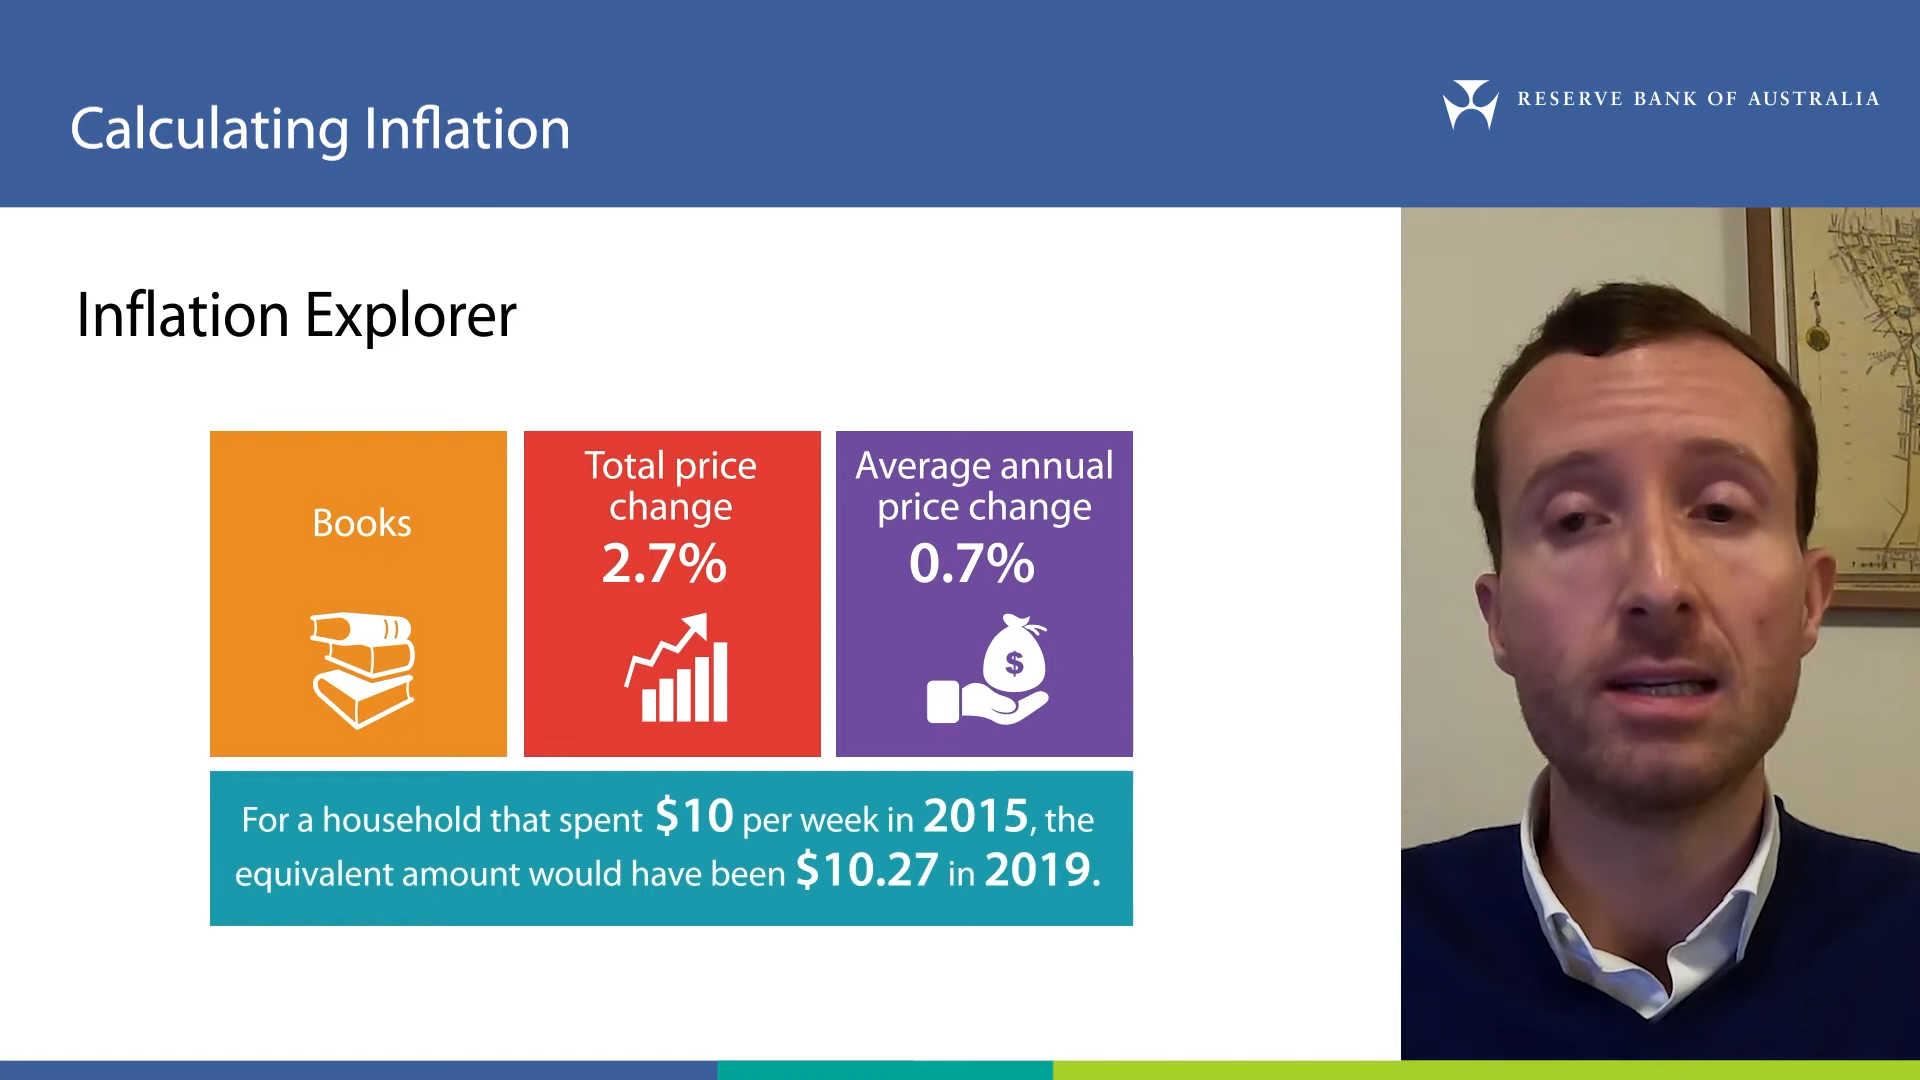 Calculating Inflation
RESERVE BANK OF AUSTRALIA
Inflation Explorer
Books
Total price
change
2.7%
Average annual
price change
0.7%
$
For a household that spent $10 per week in 2015, the
equivalent amount would have been $10.27 in 2019.